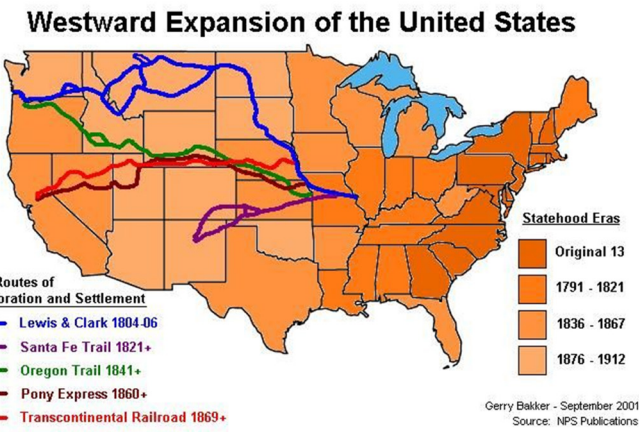 Westward Expansion of the United States
Statehood Eras
Original 13
1791 - 1821
1836 - 1867
1876 - 1912
Routes of
oration and Settlement
Lewis & Clark 1804-06
Santa Fe Trail 1821+
Oregon Trail 1841+
Pony Express 1860+
Transcontinental Railroad 1869+
Gerry Bakker - September 2001
Source: NPS Publications